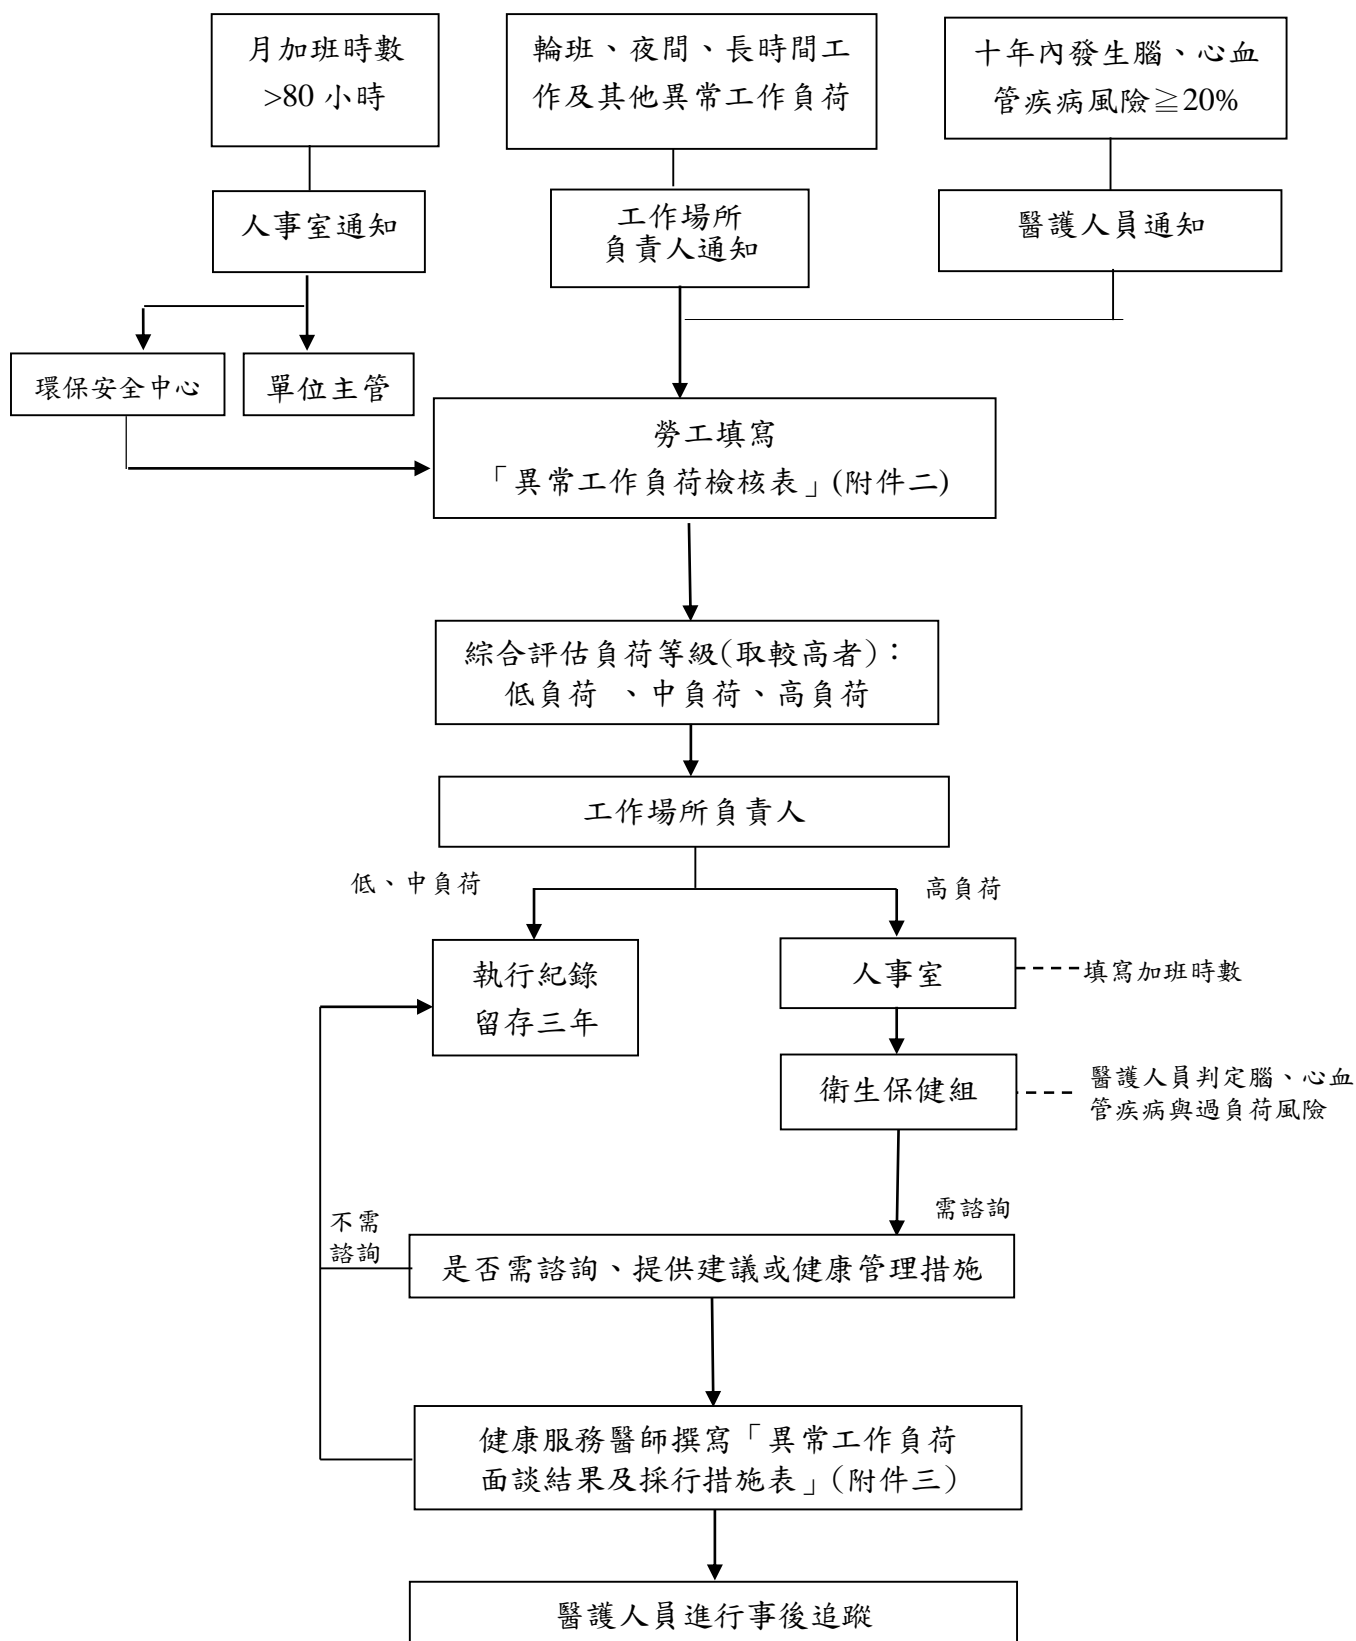 月加班時數
>80 小時
輪班、夜間、長時間工
作及其他異常工作負荷
十年內發生腦、心血
管疾病風險≧20%
人事室通知
工作場所
負責人通知
醫護人員通知
環保安全中心
單位主管
勞工填寫
「異常工作負荷檢核表」(附件二)
綜合評估負荷等級(取較高者)：
低負荷 、中負荷、高負荷
工作場所負責人
低、中負荷
高負荷
執行紀錄
留存三年
人事室
填寫加班時數
衛生保健組
醫護人員判定腦、心血
管疾病與過負荷風險
不需
諮詢
需諮詢
是否需諮詢、提供建議或健康管理措施
健康服務醫師撰寫「異常工作負荷
面談結果及採行措施表」(附件三)
醫護人員進行事後追蹤